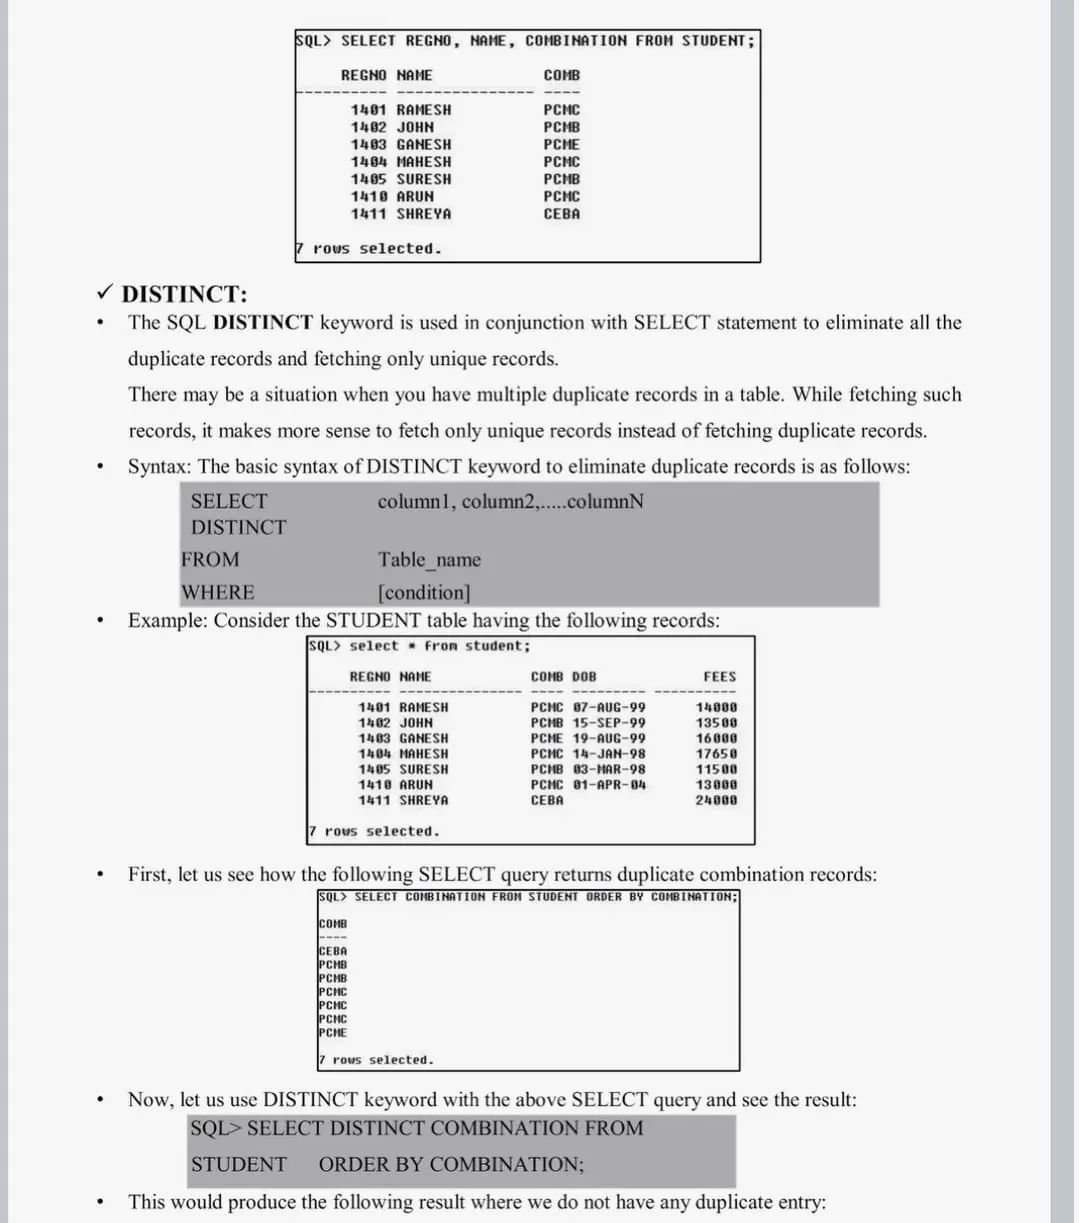 SQL> SELECT REGNO, NAME, COMBINATION FROM STUDENT;
REGNO NAME COMB
---------- --------------- ----
1401 RAMESH PCMC
1402 JOHN PCMB
1403 GANESH PCME
1404 MAHESH PCMC
1405 SURESH PCMB
1410 ARUN PCMC
1411 SHREYA CEBA
7 rows selected.
✓ DISTINCT:
• The SQL DISTINCT keyword is used in conjunction with SELECT statement to eliminate all the
duplicate records and fetching only unique records.
There may be a situation when you have multiple duplicate records in a table. While fetching such
records, it makes more sense to fetch only unique records instead of fetching duplicate records.
• Syntax: The basic syntax of DISTINCT keyword to eliminate duplicate records is as follows:
SELECT column1, column2,.....columnN
DISTINCT
FROM Table_name
WHERE [condition]
• Example: Consider the STUDENT table having the following records:
SQL> select * from student;
REGNO NAME COMB DOB FEES
---------- --------------- ---- --------- ----------
1401 RAMESH PCMC 07-AUG-99 14000
1402 JOHN PCMB 15-SEP-99 13500
1403 GANESH PCME 19-AUG-99 16000
1404 MAHESH PCMC 14-JAN-98 17650
1405 SURESH PCMB 03-MAR-98 11500
1410 ARUN PCMC 01-APR-04 13000
1411 SHREYA CEBA 24000
7 rows selected.
• First, let us see how the following SELECT query returns duplicate combination records:
SQL> SELECT COMBINATION FROM STUDENT ORDER BY COMBINATION;
COMB
----
CEBA
PCMB
PCMB
PCMC
PCMC
PCMC
PCME
7 rows selected.
• Now, let us use DISTINCT keyword with the above SELECT query and see the result:
SQL> SELECT DISTINCT COMBINATION FROM
STUDENT ORDER BY COMBINATION;
• This would produce the following result where we do not have any duplicate entry: